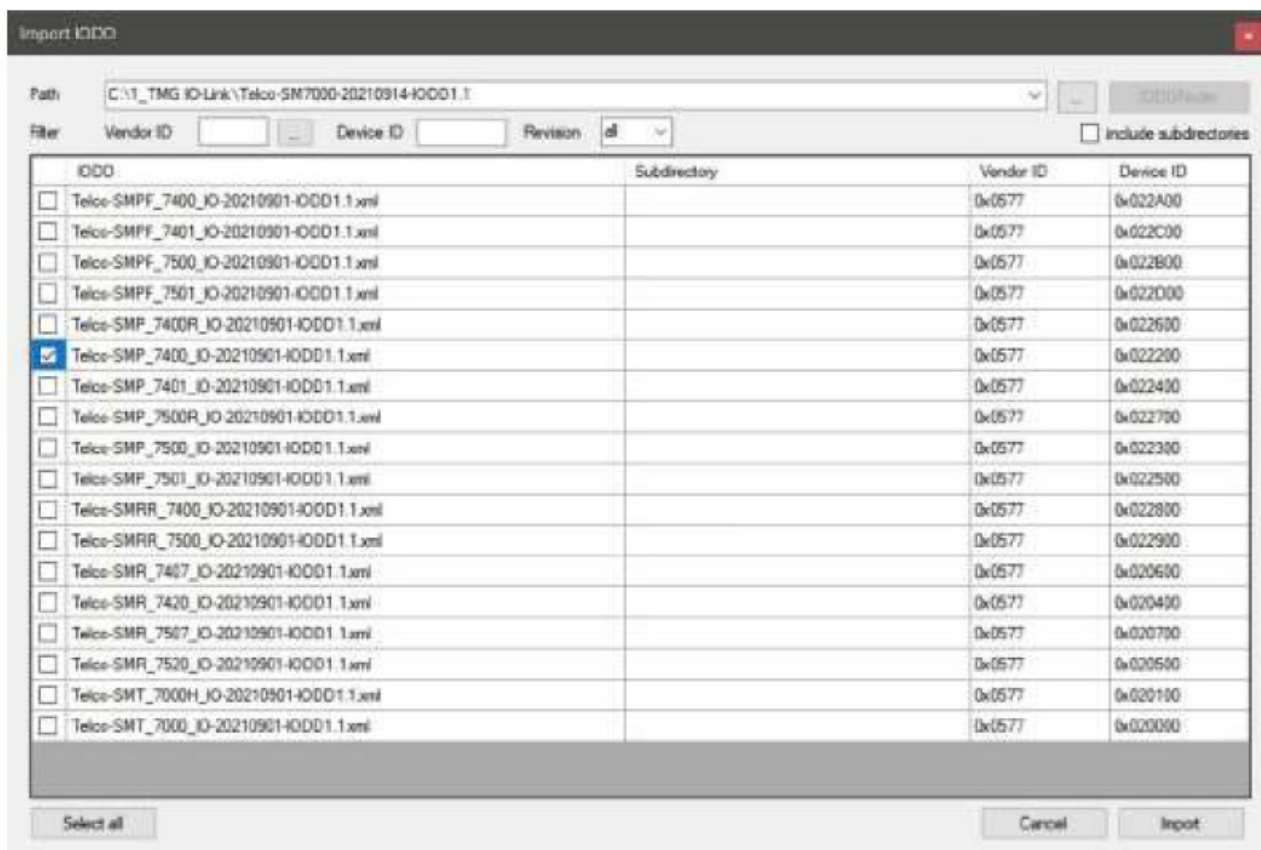 Import IODD
Path C:\1_TMG IO-Link\Telco-SM7000-20210914-IODD1.1 ... IODDfinder
Filter Vendor ID ... Device ID Revision all include subdirectories
IODD Subdirectory Vendor ID Device ID
Telco-SMPF_7400_IO-20210901-IODD1.1.xml 0x0577 0x022A00
Telco-SMPF_7401_IO-20210901-IODD1.1.xml 0x0577 0x022C00
Telco-SMPF_7500_IO-20210901-IODD1.1.xml 0x0577 0x022B00
Telco-SMPF_7501_IO-20210901-IODD1.1.xml 0x0577 0x022D00
Telco-SMP_7400R_IO-20210901-IODD1.1.xml 0x0577 0x022600
Telco-SMP_7400_IO-20210901-IODD1.1.xml 0x0577 0x022200
Telco-SMP_7401_IO-20210901-IODD1.1.xml 0x0577 0x022400
Telco-SMP_7500R_IO-20210901-IODD1.1.xml 0x0577 0x022700
Telco-SMP_7500_IO-20210901-IODD1.1.xml 0x0577 0x022300
Telco-SMP_7501_IO-20210901-IODD1.1.xml 0x0577 0x022500
Telco-SMRR_7400_IO-20210901-IODD1.1.xml 0x0577 0x022800
Telco-SMRR_7500_IO-20210901-IODD1.1.xml 0x0577 0x022900
Telco-SMR_7407_IO-20210901-IODD1.1.xml 0x0577 0x020600
Telco-SMR_7420_IO-20210901-IODD1.1.xml 0x0577 0x020400
Telco-SMR_7507_IO-20210901-IODD1.1.xml 0x0577 0x020700
Telco-SMR_7520_IO-20210901-IODD1.1.xml 0x0577 0x020500
Telco-SMT_7000H_IO-20210901-IODD1.1.xml 0x0577 0x020100
Telco-SMT_7000_IO-20210901-IODD1.1.xml 0x0577 0x020000
Select all Cancel Import